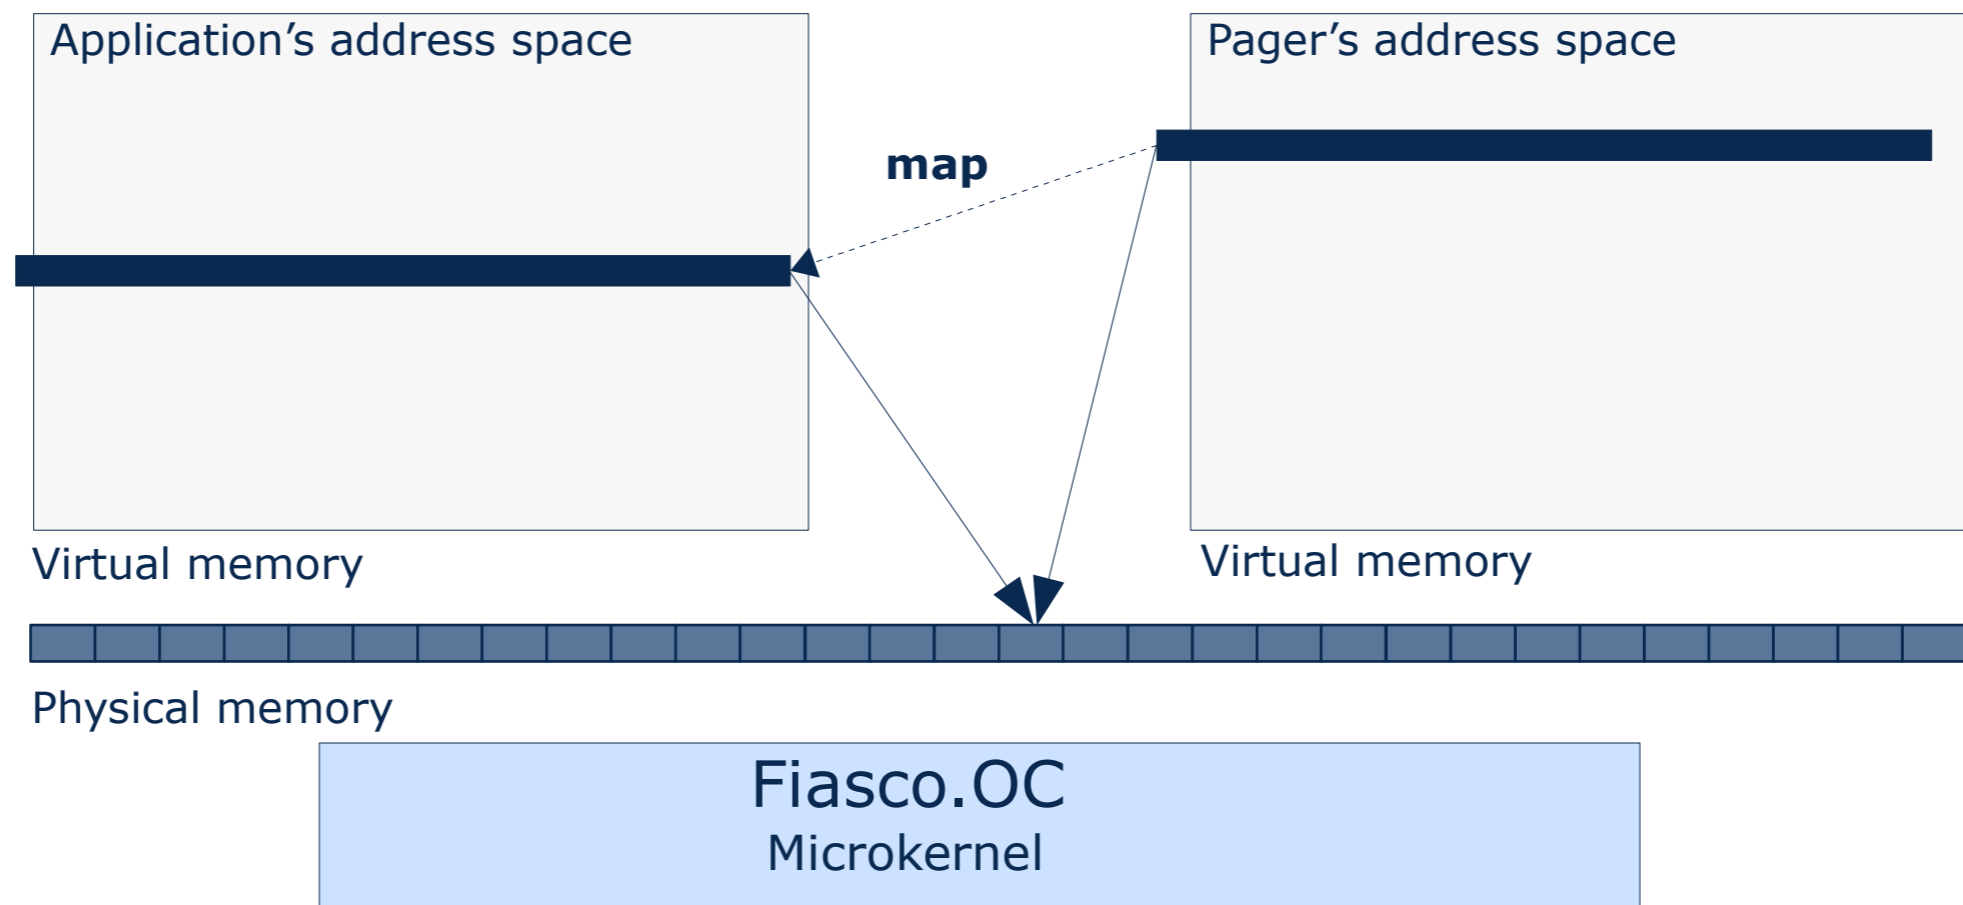 Application’s address space
Pager’s address space
map
Virtual memory
Virtual memory
Physical memory
Fiasco.OC
Microkernel